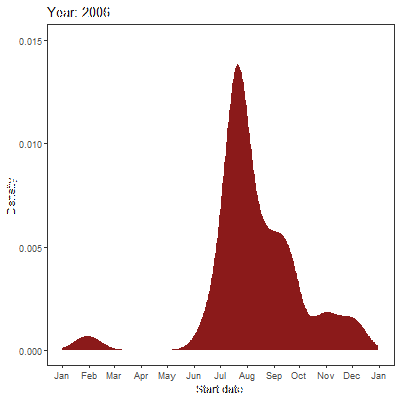 Year: 2006
0.015
0.010
Density
0.005
0.000
Jan Feb Mar Apr May Jun Jul Aug Sep Oct Nov Dec Jan
Start date